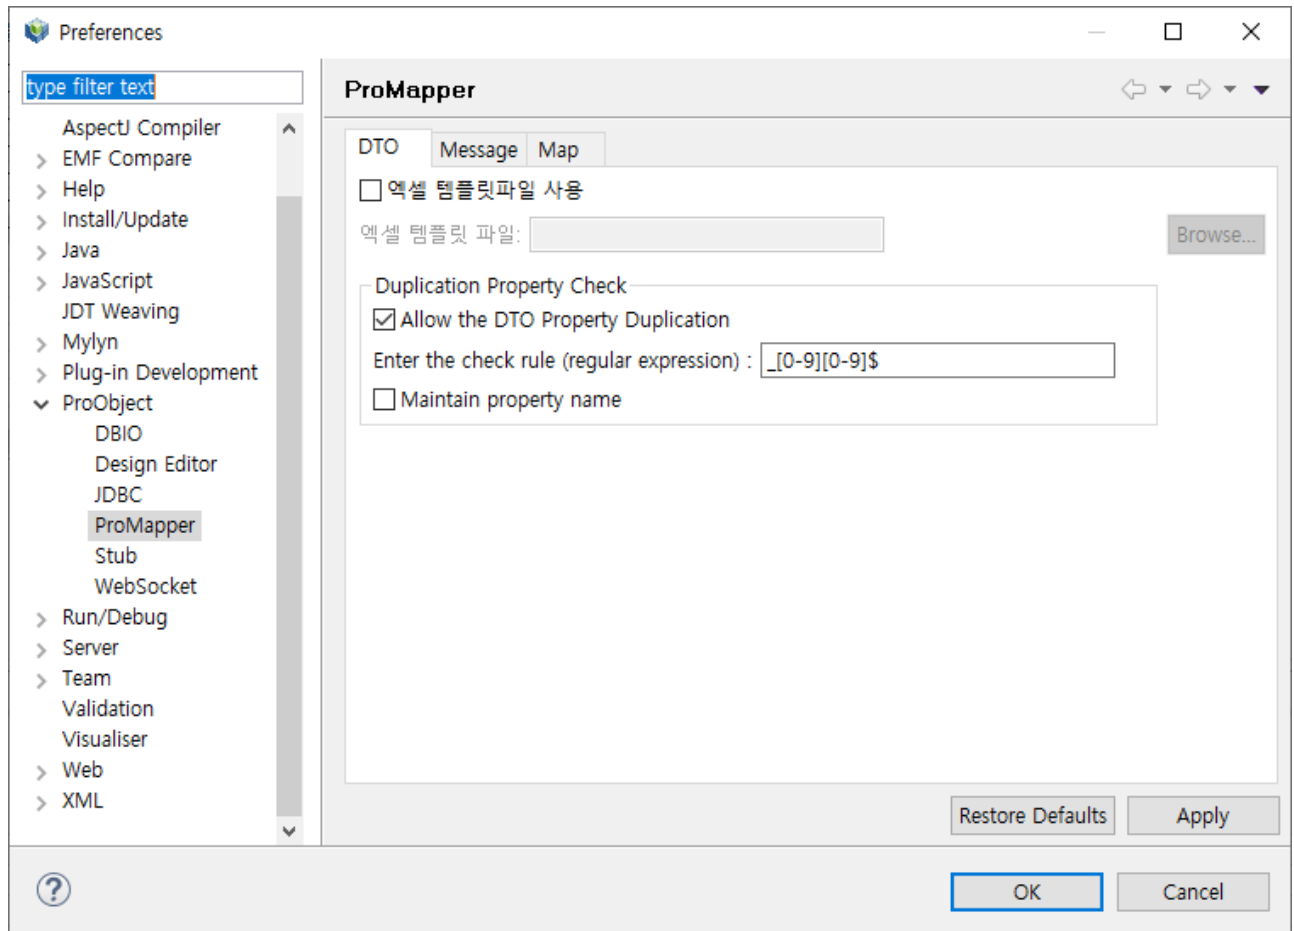 Preferences
type filter text
AspectJ Compiler
EMF Compare
Help
Install/Update
Java
JavaScript
JDT Weaving
Mylyn
Plug-in Development
ProObject
DBIO
Design Editor
JDBC
ProMapper
Stub
WebSocket
Run/Debug
Server
Team
Validation
Visualiser
Web
XML
ProMapper
DTO Message Map
엑셀 템플릿파일 사용
엑셀 템플릿 파일: Browse...
Duplication Property Check
Allow the DTO Property Duplication
Enter the check rule (regular expression) : _[0-9][0-9]$
Maintain property name
Restore Defaults Apply
OK Cancel